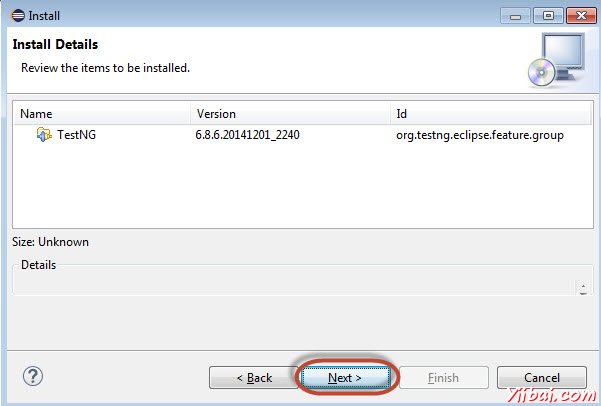 Install
Install Details
Review the items to be installed.
Name Version Id
TestNG 6.8.6.20141201_2240 org.testng.eclipse.feature.group
Size: Unknown
Details
? < Back Next > Finish Cancel
Yiibai.com